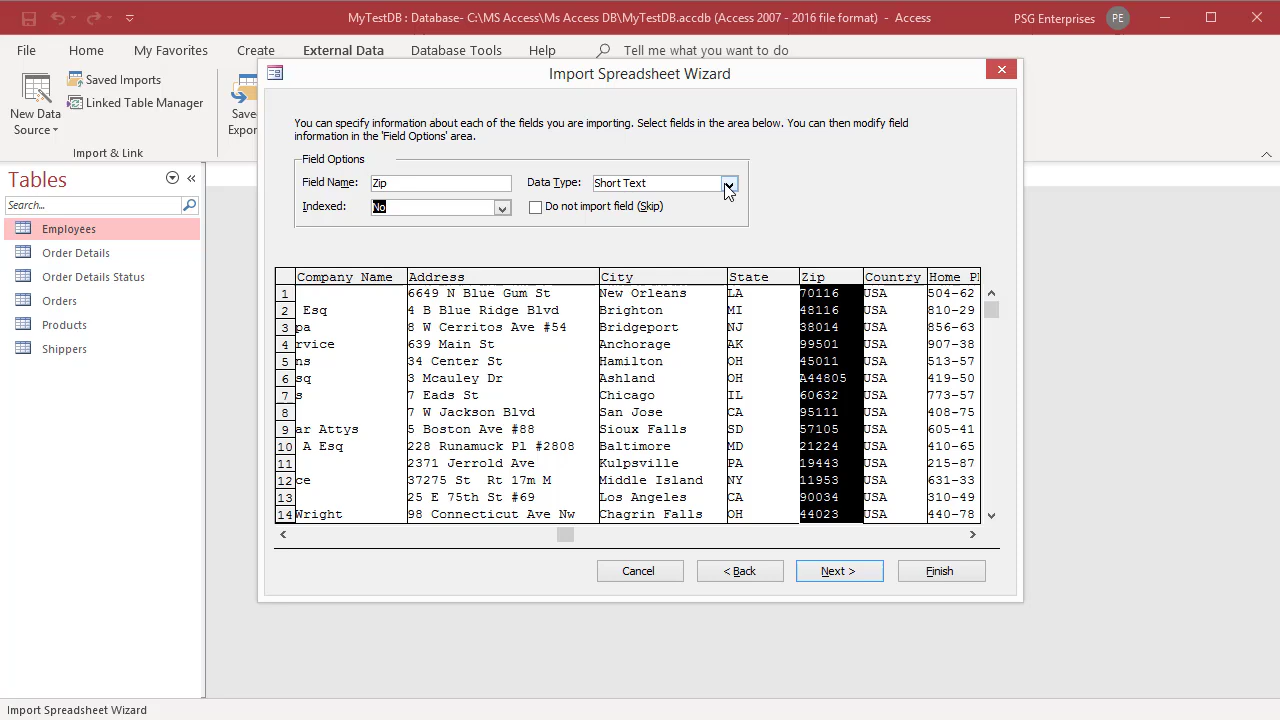 MyTestDB : Database- C:\MS Access\Ms Access DB\MyTestDB.accdb (Access 2007 - 2016 file format) - Access
PSG Enterprises
PE
File Home My Favorites Create External Data Database Tools Help Tell me what you want to do
New Data Source
Saved Imports
Linked Table Manager
Import & Link
Save
Expor
Tables
Search...
Employees
Order Details
Order Details Status
Orders
Products
Shippers
Import Spreadsheet Wizard
You can specify information about each of the fields you are importing. Select fields in the area below. You can then modify field
information in the 'Field Options' area.
Field Options
Field Name: Zip Data Type: Short Text
Indexed: No Do not import field (Skip)
Company Name Address City State Zip Country Home P
1 6649 N Blue Gum St New Orleans LA 70116 USA 504-62
2 Esq 4 B Blue Ridge Blvd Brighton MI 48116 USA 810-29
3 pa 8 W Cerritos Ave #54 Bridgeport NJ 38014 USA 856-63
4 rvice 639 Main St Anchorage AK 99501 USA 907-38
5 ns 34 Center St Hamilton OH 45011 USA 513-57
6 sq 3 Mcauley Dr Ashland OH A44805 USA 419-50
7 s 7 Eads St Chicago IL 60632 USA 773-57
8 7 W Jackson Blvd San Jose CA 95111 USA 408-75
9 ar Attys 5 Boston Ave #88 Sioux Falls SD 57105 USA 605-41
10 A Esq 228 Runamuck Pl #2808 Baltimore MD 21224 USA 410-65
11 2371 Jerrold Ave Kulpsville PA 19443 USA 215-87
12 ce 37275 St Rt 17m M Middle Island NY 11953 USA 631-33
13 25 E 75th St #69 Los Angeles CA 90034 USA 310-49
14 Wright 98 Connecticut Ave Nw Chagrin Falls OH 44023 USA 440-78
Cancel < Back Next > Finish
Import Spreadsheet Wizard